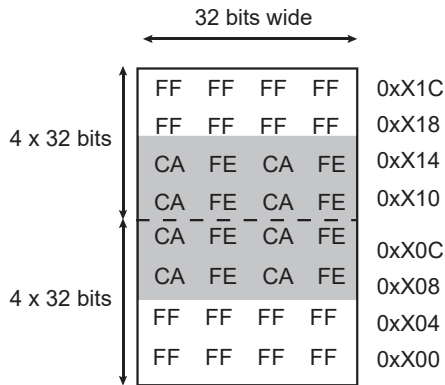 32 bits wide
FF FF FF FF 0xX1C
FF FF FF FF 0xX18
4 x 32 bits
CA FE CA FE 0xX14
CA FE CA FE 0xX10
CA FE CA FE 0xX0C
CA FE CA FE 0xX08
4 x 32 bits
FF FF FF FF 0xX04
FF FF FF FF 0xX00